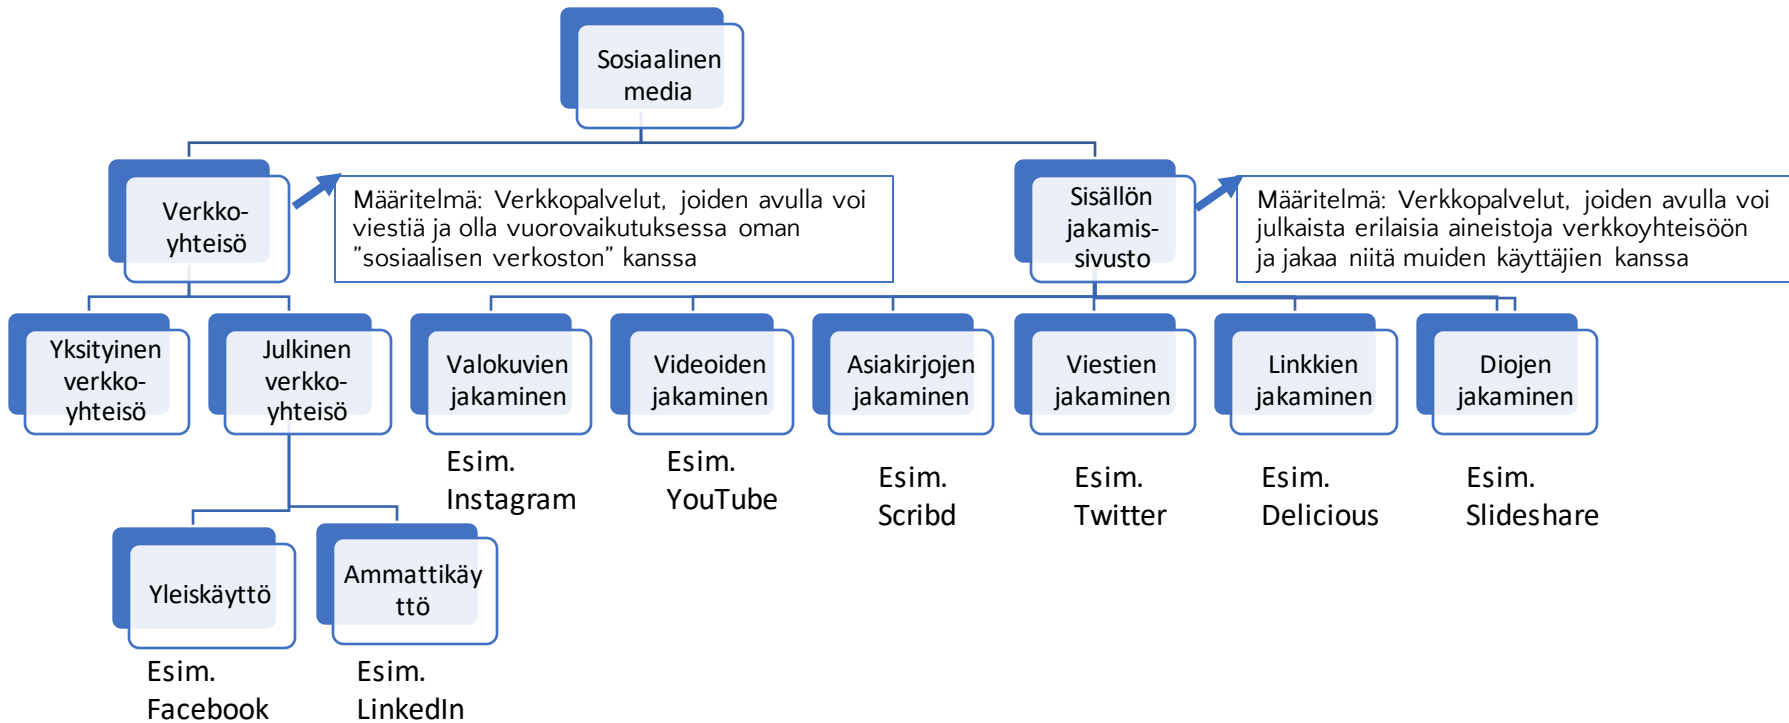 Sosiaalinen
media
Verkko-
yhteisö
Määritelmä: Verkkopalvelut, joiden avulla voi
viestiä ja olla vuorovaikutuksessa oman
”sosiaalisen verkoston” kanssa
Sisällön
jakamis-
sivusto
Määritelmä: Verkkopalvelut, joiden avulla voi
julkaista erilaisia aineistoja verkkoyhteisöön
ja jakaa niitä muiden käyttäjien kanssa
Yksityinen
verkko-
yhteisö
Julkinen
verkko-
yhteisö
Valokuvien
jakaminen
Videoiden
jakaminen
Asiakirjojen
jakaminen
Viestien
jakaminen
Linkkien
jakaminen
Diojen
jakaminen
Esim.
Instagram
Esim.
YouTube
Esim.
Scribd
Esim.
Twitter
Esim.
Delicious
Esim.
Slideshare
Yleiskäyttö
Ammattikäy
ttö
Esim.
Facebook
Esim.
LinkedIn